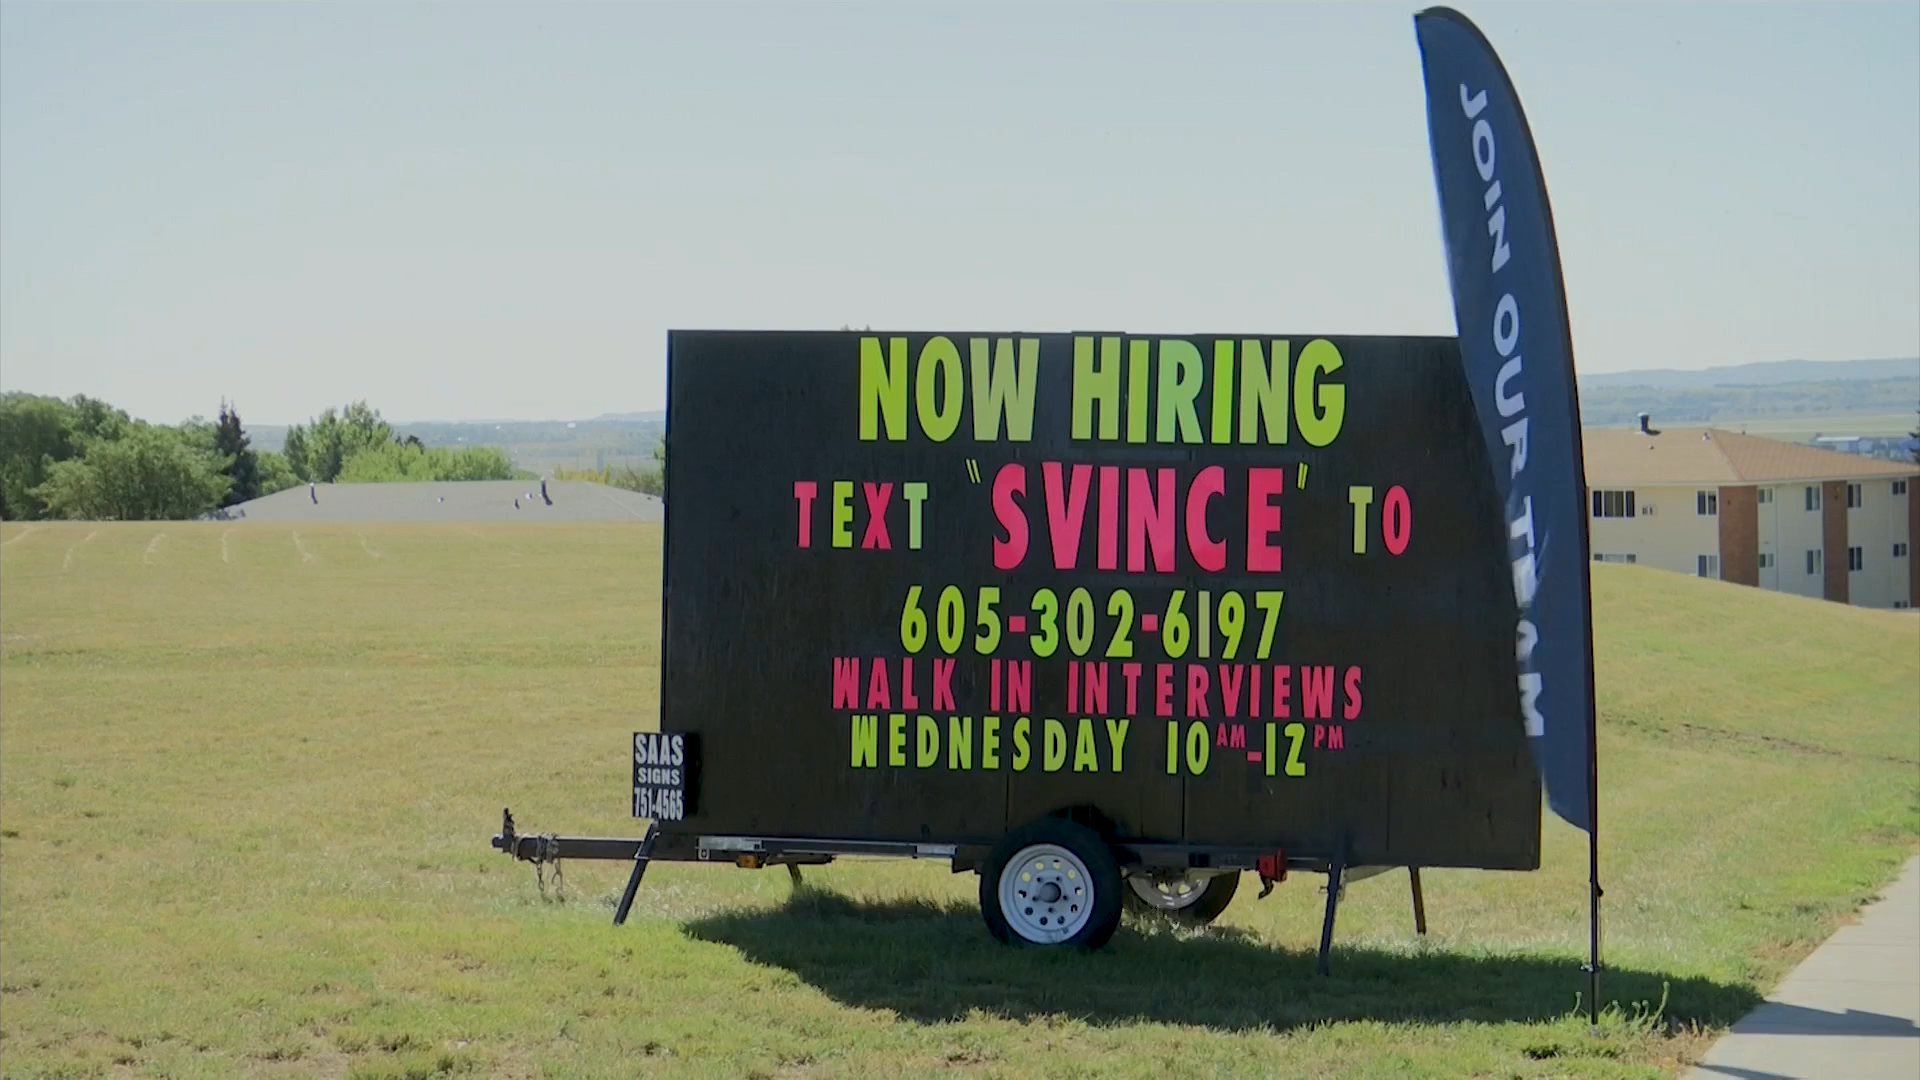 NOW HIRING
TEXT "SVINCE" TO
605-302-6197
WALK IN INTERVIEWS
WEDNESDAY 10AM-12PM
SAAS
SIGNS
751-4565
JOIN OUR TEAM